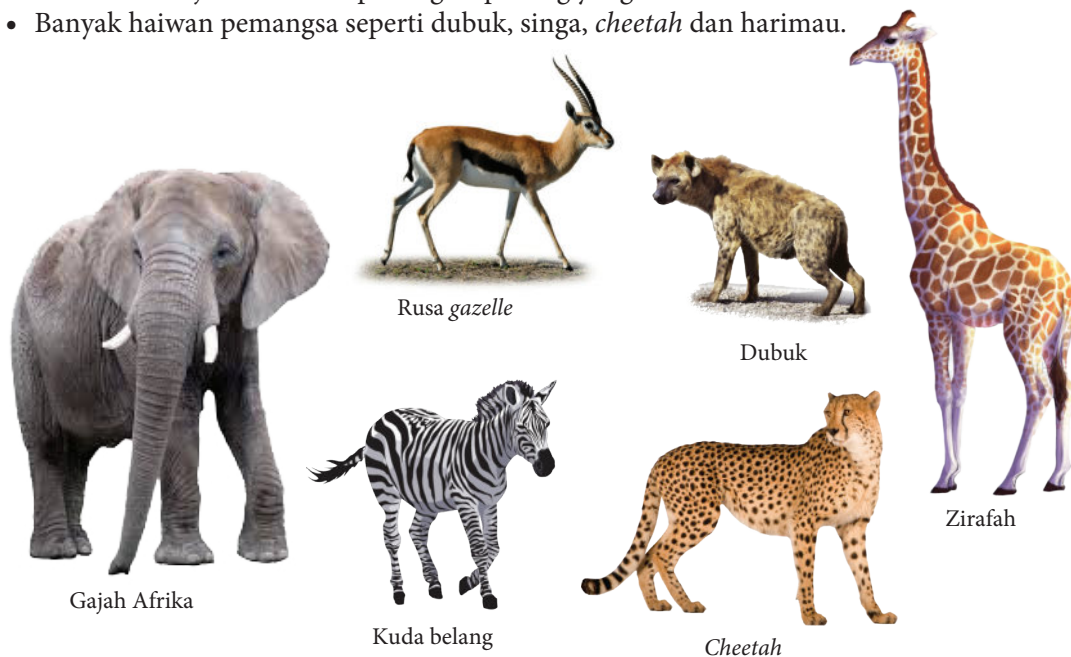 • Banyak haiwan pemangsa seperti dubuk, singa, cheetah dan harimau.
Rusa gazelle
Dubuk
Zirafah
Gajah Afrika
Kuda belang
Cheetah